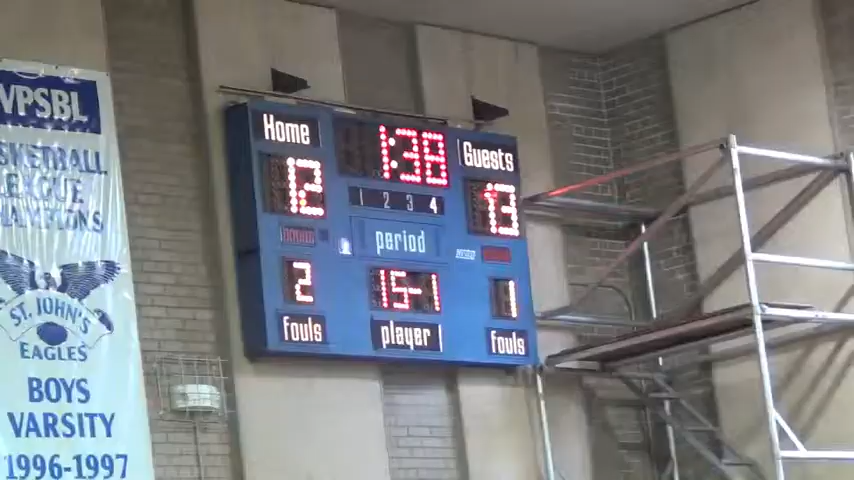 VPSBL
BASKETBALL
LEAGUE
CHAMPIONS
ST. JOHN'S
EAGLES
BOYS
VARSITY
1996-1997
Home
1:38
Guests
12
1 2 3 4
13
period
2
15-1
1
fouls
player
fouls